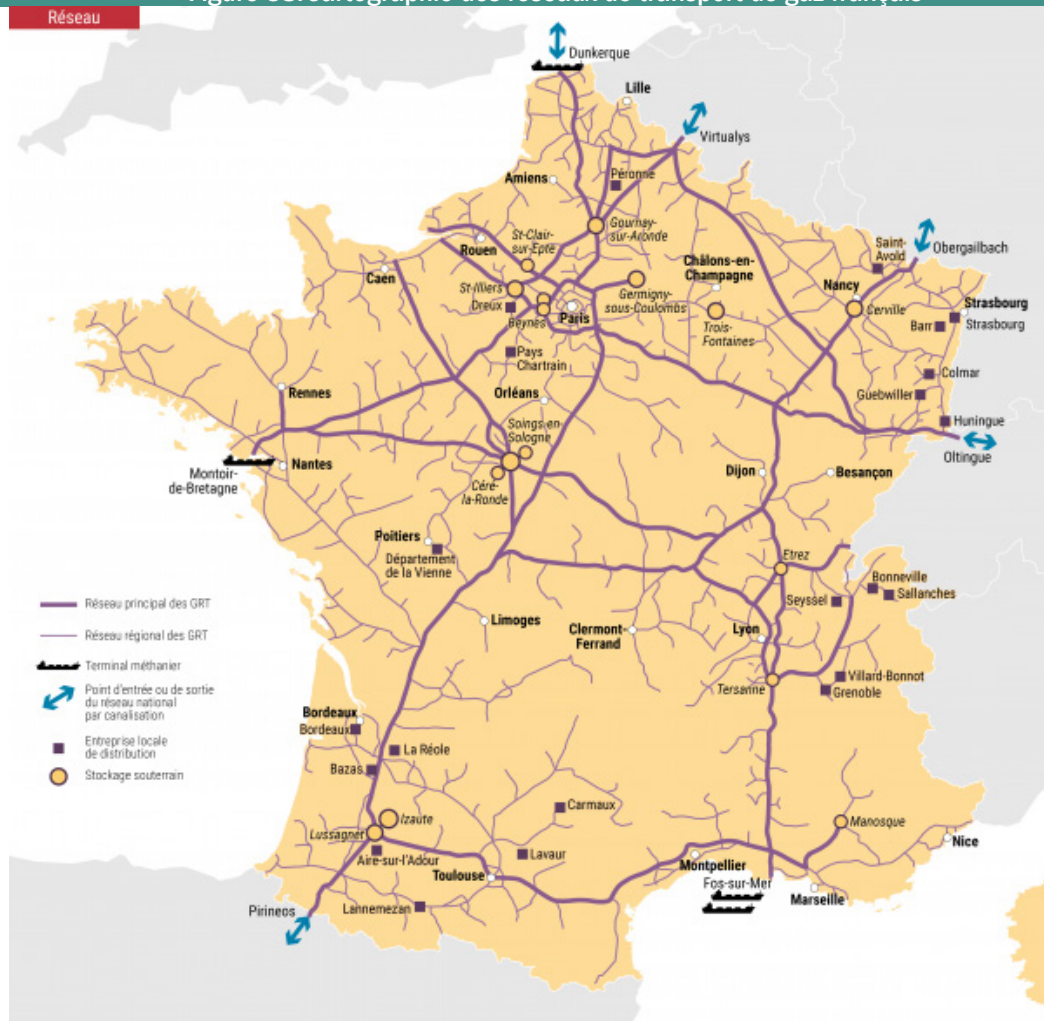 Réseau
Dunkerque
Lille
Virtualys
Amiens
Péronne
Gournay-
sur-Aronde
St-Clair-
sur-Epte
Rouen
Caen
St-Illiers
Dreux
Beynes
Paris
Germigny-
sous-Coulombs
Châlons-en-
Champagne
Trois-
Fontaines
Saint-
Avold
Obergailbach
Nancy
Cerville
Strasbourg
Strasbourg
Barr
Colmar
Guebwiller
Huningue
Oltingue
Pays
Chartrain
Orléans
Rennes
Soings-en-
Sologne
Céré-
la-Ronde
Nantes
Montoir-
de-Bretagne
Dijon
Besançon
Poitiers
Département
de la Vienne
Etrez
Bonneville
Sallanches
Seyssel
Limoges
Clermont-
Ferrand
Lyon
Tersanne
Villard-Bonnot
Grenoble
Réseau principal des GRT
Réseau régional des GRT
Terminal méthanier
Point d'entrée ou de sortie
du réseau national
par canalisation
Entreprise locale
de distribution
Stockage souterrain
Bordeaux
Bordeaux
La Réole
Bazas
Izaute
Lussagnet
Aire-sur-l'Adour
Carmaux
Lavaur
Toulouse
Lannemezan
Pirineos
Montpellier
Fos-sur-Mer
Marseille
Manosque
Nice